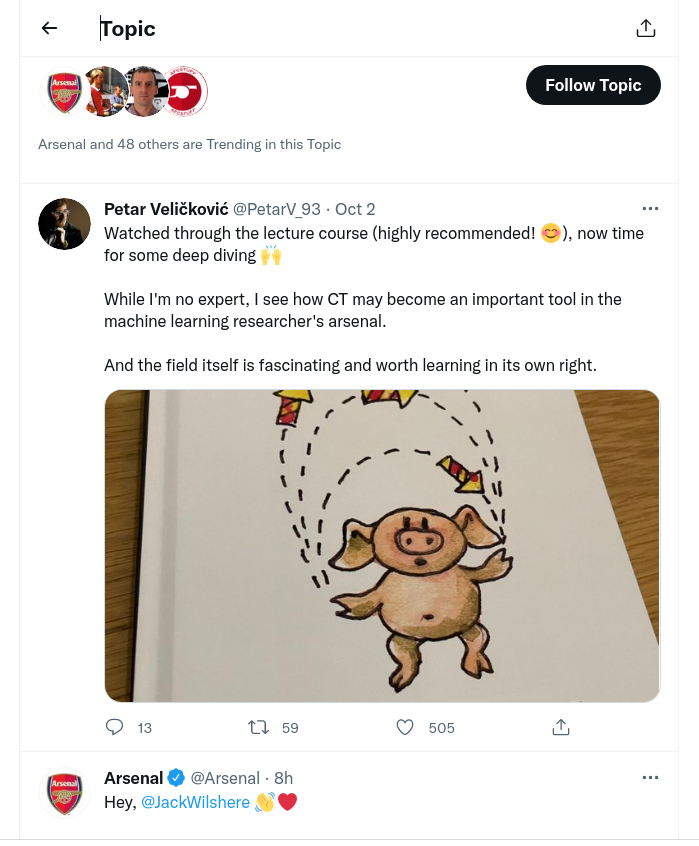 Topic
Arsenal
Follow Topic
Arsenal and 48 others are Trending in this Topic
Petar Veličković @PetarV_93 · Oct 2
Watched through the lecture course (highly recommended! 😊), now time
for some deep diving 🙌
While I'm no expert, I see how CT may become an important tool in the
machine learning researcher's arsenal.
And the field itself is fascinating and worth learning in its own right.
13 59 505
Arsenal
Arsenal @Arsenal · 8h
Hey, @JackWilshere 👋❤️